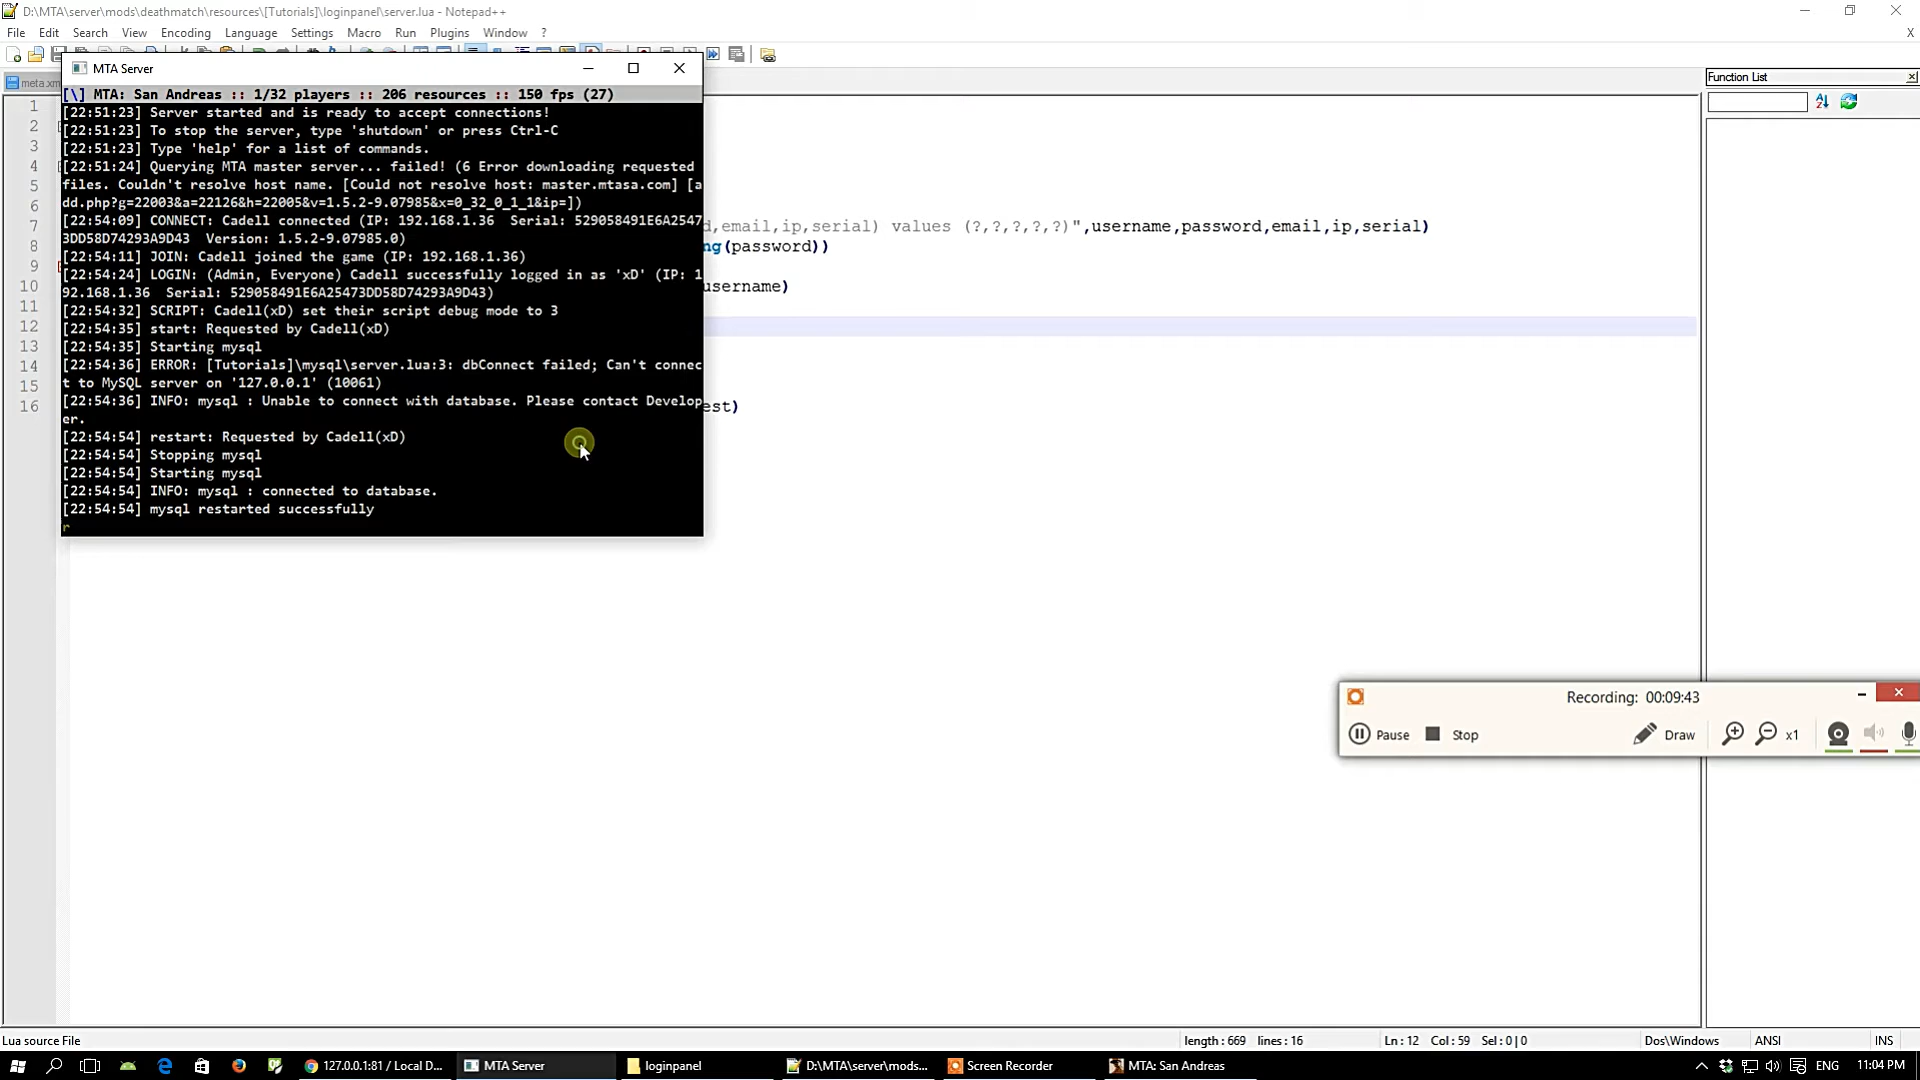 D:\MTA\server\mods\deathmatch\resources\[Tutorials]\loginpanel\server.lua - Notepad++
File Edit Search View Encoding Language Settings Macro Run Plugins Window ? X
MTA Server
meta.xm
Function List
[\] MTA: San Andreas :: 1/32 players :: 206 resources :: 150 fps (27)
[22:51:23] Server started and is ready to accept connections!
[22:51:23] To stop the server, type 'shutdown' or press Ctrl-C
[22:51:23] Type 'help' for a list of commands.
[22:51:24] Querying MTA master server... failed! (6 Error downloading requested
files. Couldn't resolve host name. [Could not resolve host: master.mtasa.com] [a
dd.php?g=22003&a=22126&h=22005&v=1.5.2-9.07985&x=0_32_0_1_1&ip=])
[22:54:09] CONNECT: Cadell connected (IP: 192.168.1.36 Serial: 529058491E6A2547
3DD58D74293A9D43 Version: 1.5.2-9.07985.0)
[22:54:11] JOIN: Cadell joined the game (IP: 192.168.1.36)
[22:54:24] LOGIN: (Admin, Everyone) Cadell successfully logged in as 'xD' (IP: 1
92.168.1.36 Serial: 529058491E6A25473DD58D74293A9D43)
[22:54:32] SCRIPT: Cadell(xD) set their script debug mode to 3
[22:54:35] start: Requested by Cadell(xD)
[22:54:35] Starting mysql
[22:54:36] ERROR: [Tutorials]\mysql\server.lua:3: dbConnect failed; Can't connec
t to MySQL server on '127.0.0.1' (10061)
[22:54:36] INFO: mysql : Unable to connect with database. Please contact Develop
er.
[22:54:54] restart: Requested by Cadell(xD)
[22:54:54] Stopping mysql
[22:54:54] Starting mysql
[22:54:54] INFO: mysql : connected to database.
[22:54:54] mysql restarted successfully
r
1
2
3
4
5
6
7 d,email,ip,serial) values (?,?,?,?,?)",username,password,email,ip,serial)
8 ng(password))
9
10 username)
11
12
13
14
15
16 est)
Recording: 00:09:43
Pause Stop Draw x1
Lua source File length : 669 lines : 16 Ln : 12 Col : 59 Sel : 0 | 0 Dos\Windows ANSI INS
127.0.0.1:81 / Local D... MTA Server loginpanel D:\MTA\server\mods... Screen Recorder MTA: San Andreas ENG 11:04 PM